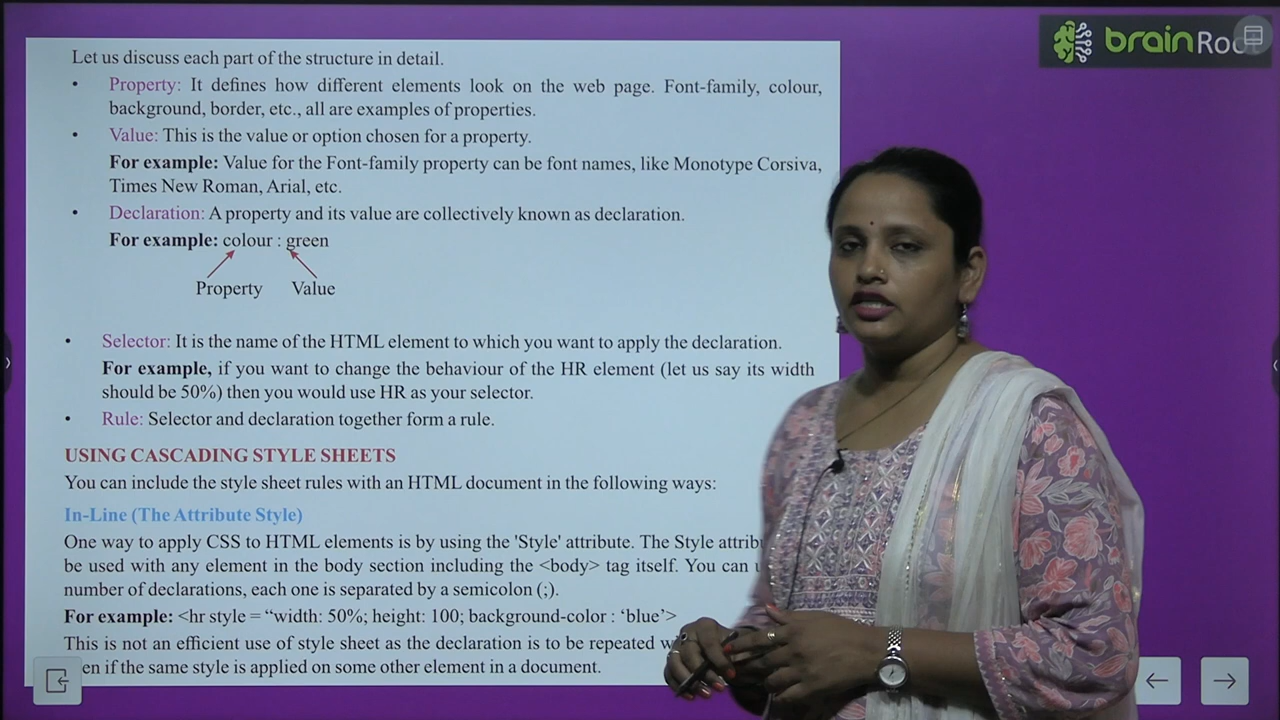 brainRoot
Let us discuss each part of the structure in detail.
• Property: It defines how different elements look on the web page. Font-family, colour,
background, border, etc., all are examples of properties.
• Value: This is the value or option chosen for a property.
For example: Value for the Font-family property can be font names, like Monotype Corsiva,
Times New Roman, Arial, etc.
• Declaration: A property and its value are collectively known as declaration.
For example: colour : green
Property Value
• Selector: It is the name of the HTML element to which you want to apply the declaration.
For example, if you want to change the behaviour of the HR element (let us say its width
should be 50%) then you would use HR as your selector.
• Rule: Selector and declaration together form a rule.
USING CASCADING STYLE SHEETS
You can include the style sheet rules with an HTML document in the following ways:
In-Line (The Attribute Style)
One way to apply CSS to HTML elements is by using the 'Style' attribute. The Style
be used with any element in the body section including the <body> tag itself. You can
number of declarations, each one is separated by a semicolon (;).
For example: <hr style = “width: 50%; height: 100; background-color : ‘blue’>
This is not an efficient use of style sheet as the declaration is to be repeated
if the same style is applied on some other element in a document.